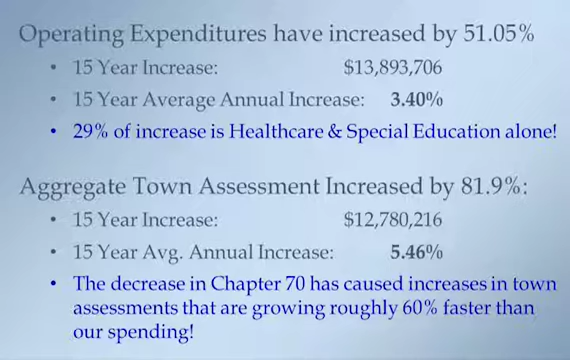 Operating Expenditures have increased by 51.05%
• 15 Year Increase: $13,893,706
• 15 Year Average Annual Increase: 3.40%
• 29% of increase is Healthcare & Special Education alone!
Aggregate Town Assessment Increased by 81.9%:
• 15 Year Increase: $12,780,216
• 15 Year Avg. Annual Increase: 5.46%
• The decrease in Chapter 70 has caused increases in town
assessments that are growing roughly 60% faster than
our spending!